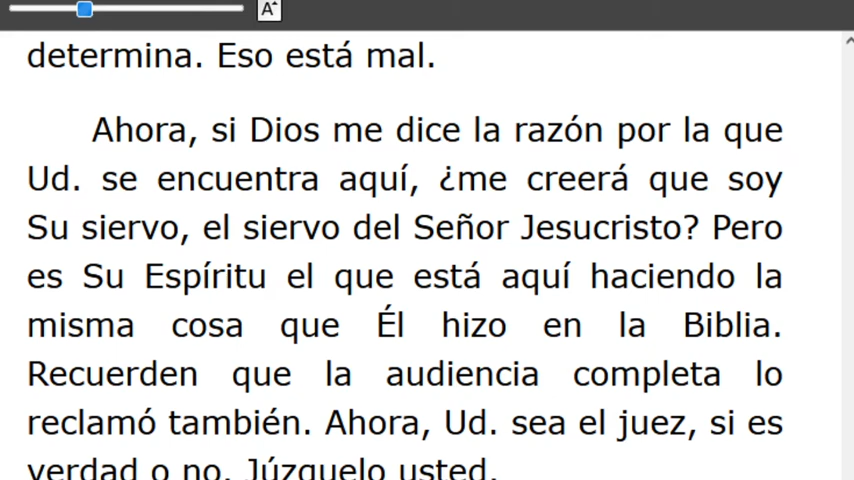 A
determina. Eso está mal.
Ahora, si Dios me dice la razón por la que
Ud. se encuentra aquí, ¿me creerá que soy
Su siervo, el siervo del Señor Jesucristo? Pero
es Su Espíritu el que está aquí haciendo la
misma cosa que Él hizo en la Biblia.
Recuerden que la audiencia completa lo
reclamó también. Ahora, Ud. sea el juez, si es
verdad o no. Júzguelo usted.